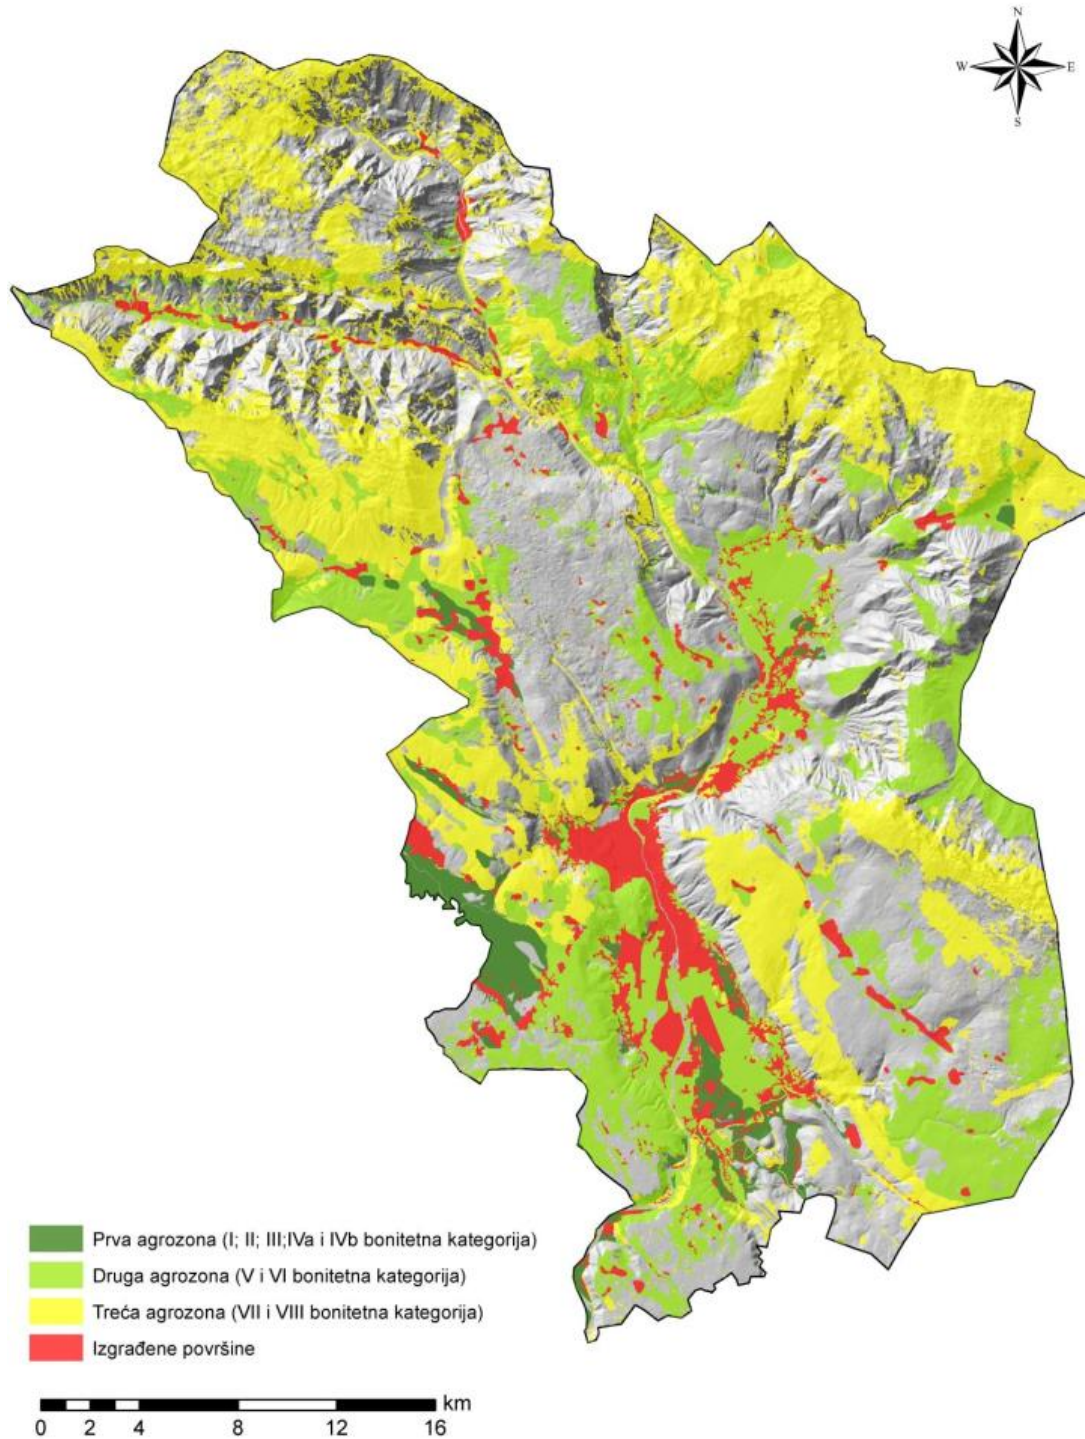 N
W E
S
Prva agrozona (I; II; III;IVa i IVb bonitetna kategorija)
Druga agrozona (V i VI bonitetna kategorija)
Treća agrozona (VII i VIII bonitetna kategorija)
Izgrađene površine
km
0 2 4 8 12 16